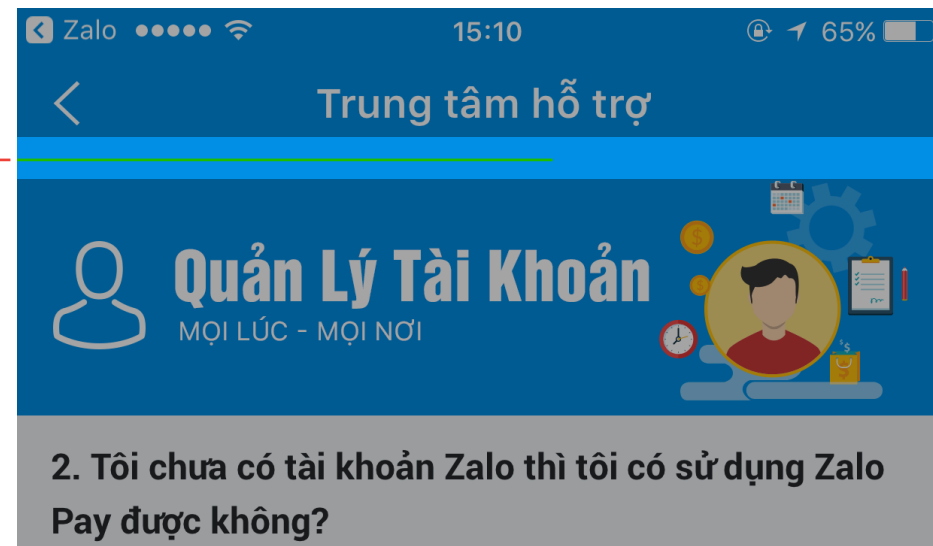 Zalo 15:10 65%
Trung tâm hỗ trợ
Quản Lý Tài Khoản
MỌI LÚC - MỌI NƠI
2. Tôi chưa có tài khoản Zalo thì tôi có sử dụng Zalo
Pay được không?